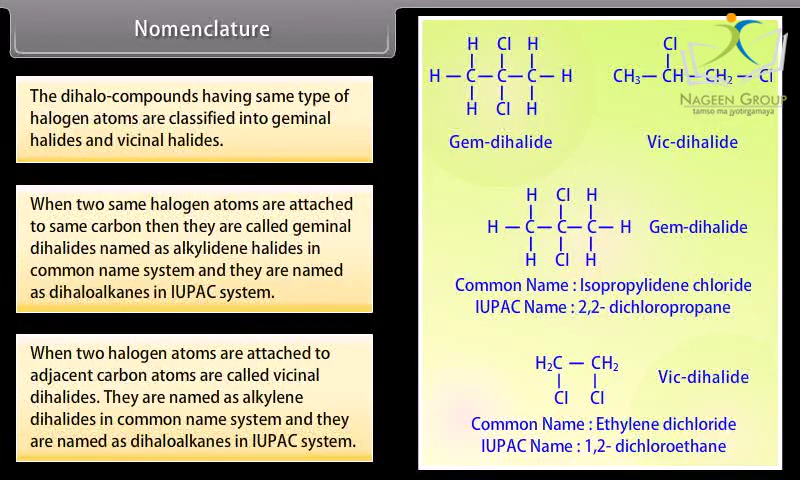 Nomenclature
The dihalo-compounds having same type of
halogen atoms are classified into geminal
halides and vicinal halides.
When two same halogen atoms are attached
to same carbon then they are called geminal
dihalides named as alkylidene halides in
common name system and they are named
as dihaloalkanes in IUPAC system.
When two halogen atoms are attached to
adjacent carbon atoms are called vicinal
dihalides. They are named as alkylene
dihalides in common name system and they
are named as dihaloalkanes in IUPAC system.
H Cl H
H — C — C — C — H
H Cl H
Gem-dihalide
Cl
CH₃ — CH — CH₂ — Cl
Vic-dihalide
NAGEEN GROUP
tamso ma jyotirgamaya
H Cl H
H — C — C — C — H Gem-dihalide
H Cl H
Common Name : Isopropylidene chloride
IUPAC Name : 2,2- dichloropropane
H₂C — CH₂
Vic-dihalide
Cl Cl
Common Name : Ethylene dichloride
IUPAC Name : 1,2- dichloroethane